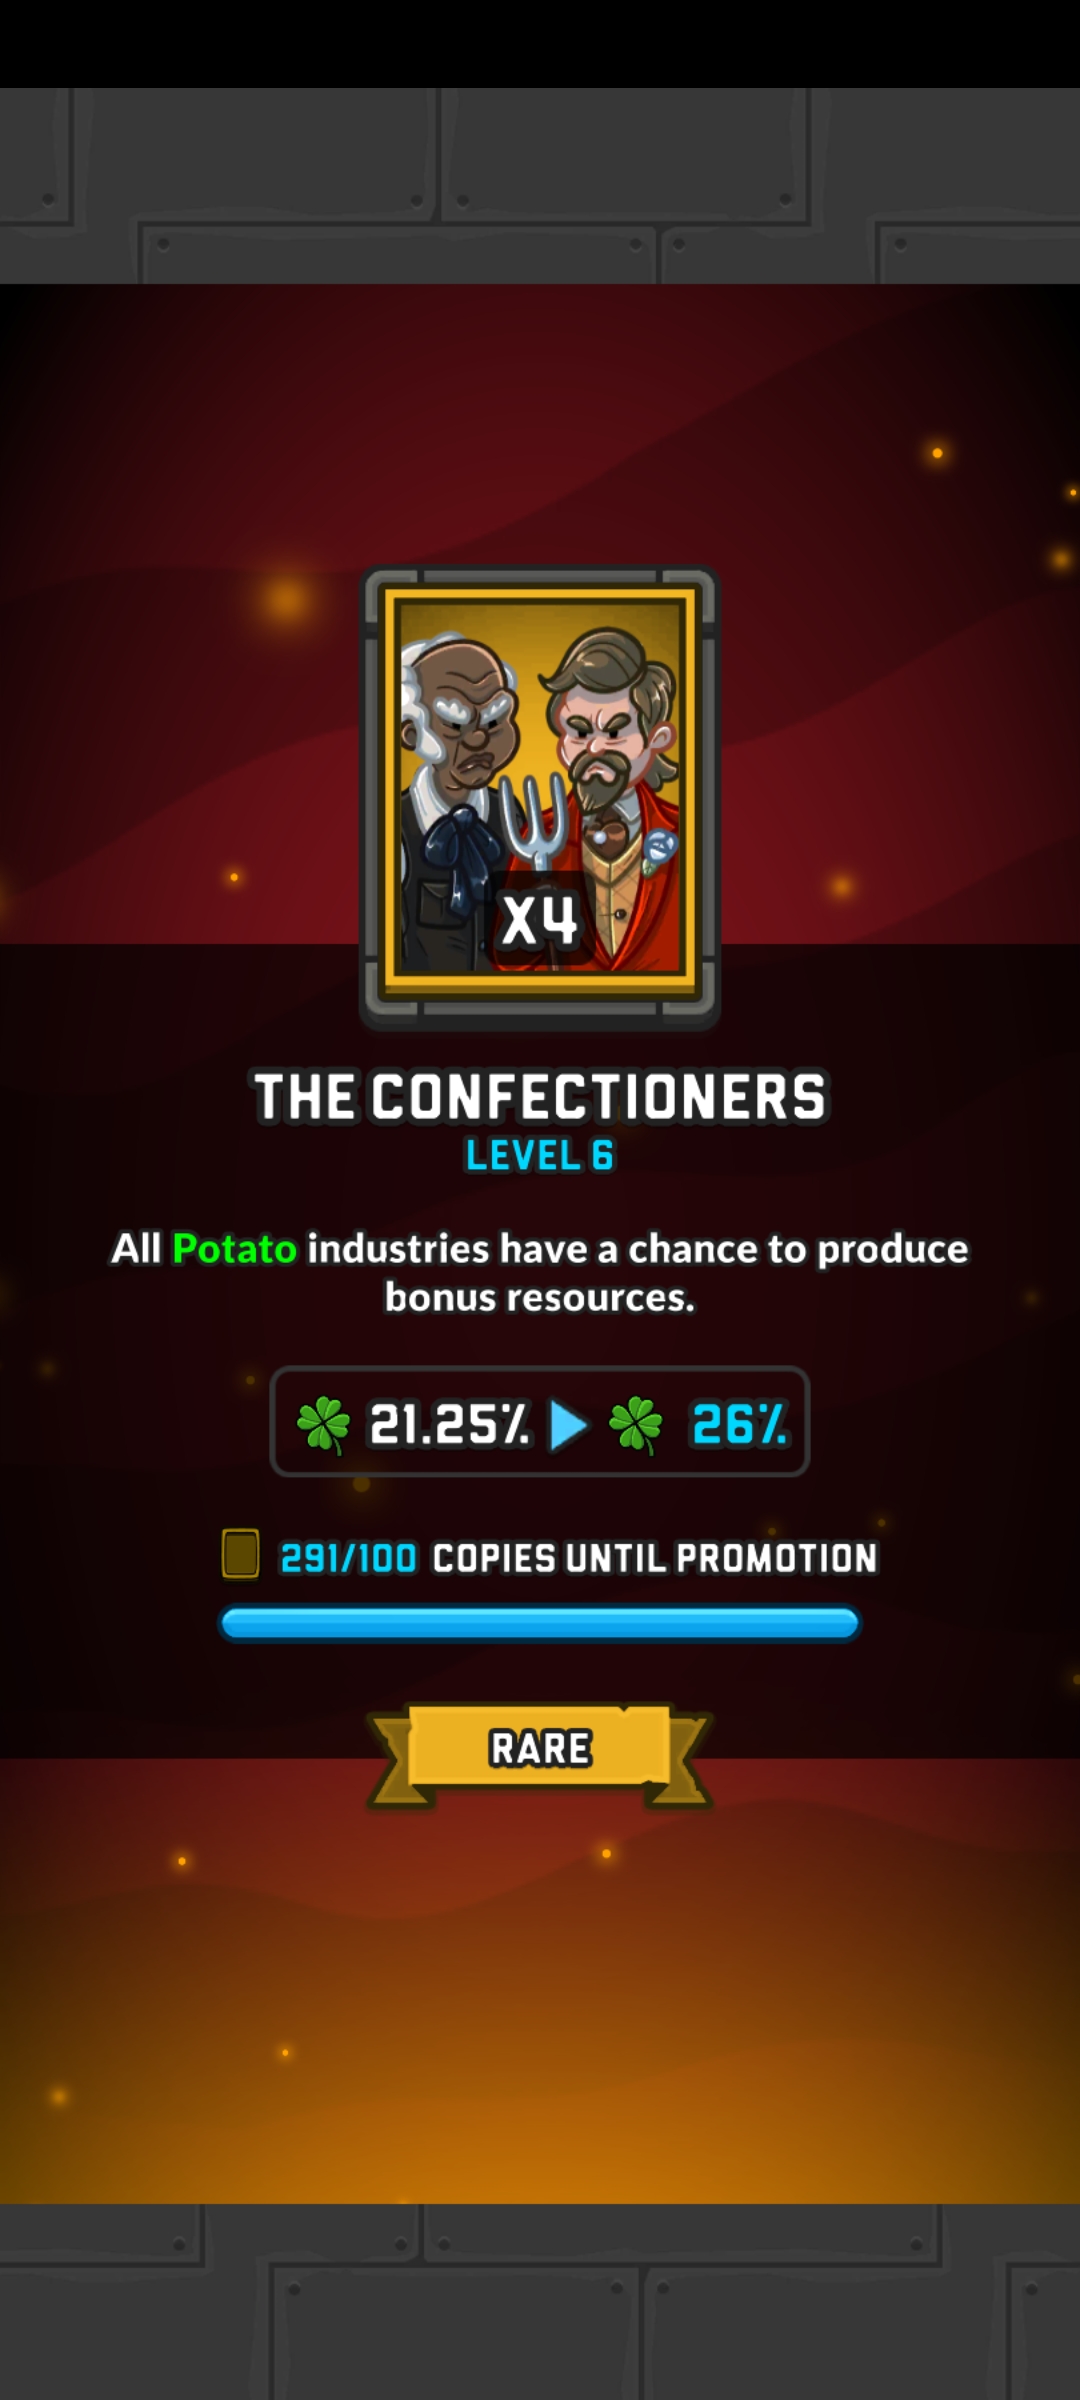 X4
THE CONFECTIONERS
LEVEL 6
All Potato industries have a chance to produce
bonus resources.
21.25% 26%
291/100 COPIES UNTIL PROMOTION
RARE